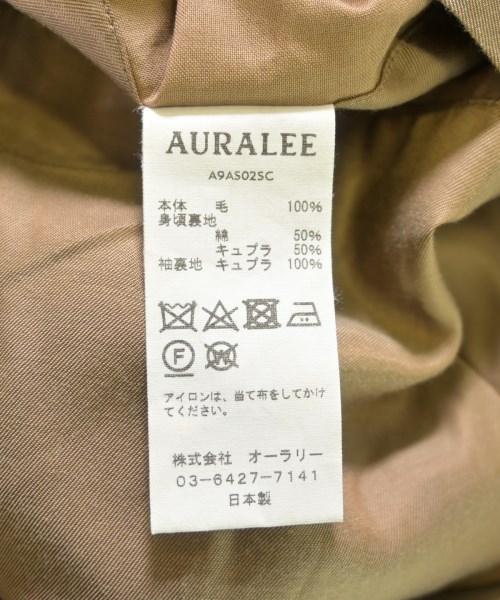 AURALEE
A9AS02SC
本体 毛 100%
身頃裏地
綿 50%
キュプラ 50%
袖裏地 キュプラ 100%
F W
アイロンは、当て布をしてかけ
てください。
株式会社 オーラリー
03-6427-7141
日本製